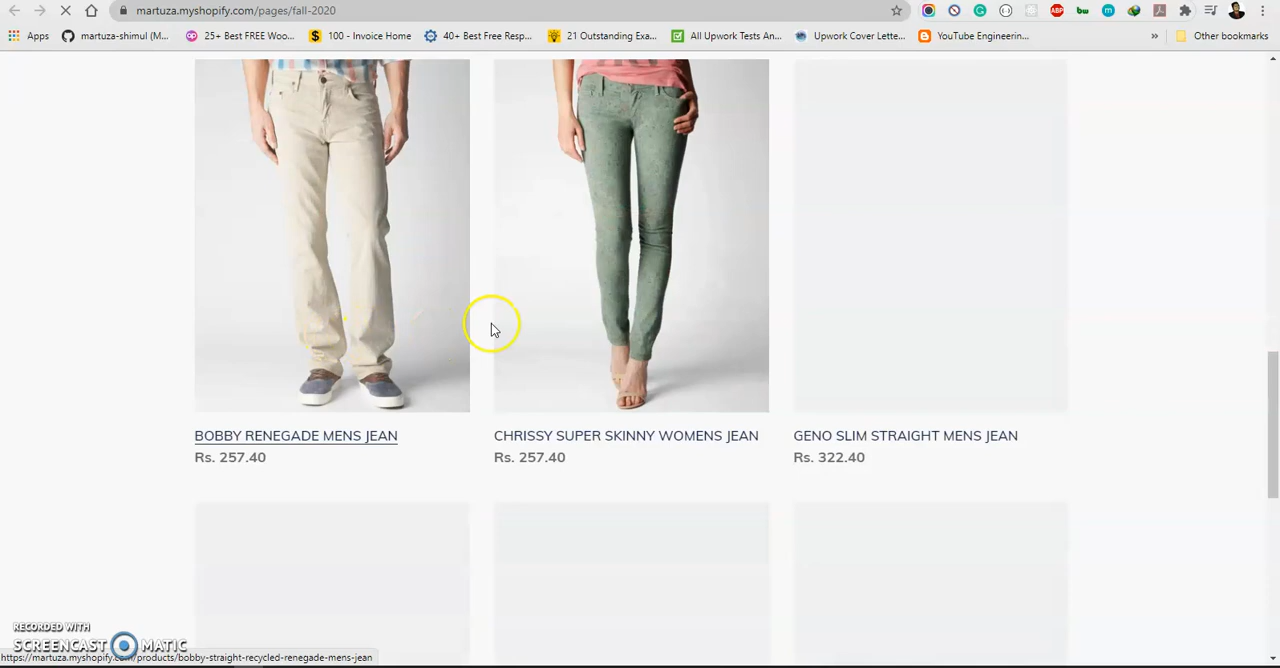 martuza.myshopify.com/pages/fall-2020
Apps martuza-shimul (M... 25+ Best FREE Woo... 100 - Invoice Home 40+ Best Free Resp... 21 Outstanding Exa... All Upwork Tests An... Upwork Cover Lette... YouTube Engineerin... » Other bookmarks
BOBBY RENEGADE MENS JEAN
Rs. 257.40
CHRISSY SUPER SKINNY WOMENS JEAN
Rs. 257.40
GENO SLIM STRAIGHT MENS JEAN
Rs. 322.40
RECORDED WITH
SCREENCAST MATIC
https://martuza.myshopify.com/products/bobby-straight-recycled-renegade-mens-jean
ABP
bw
m